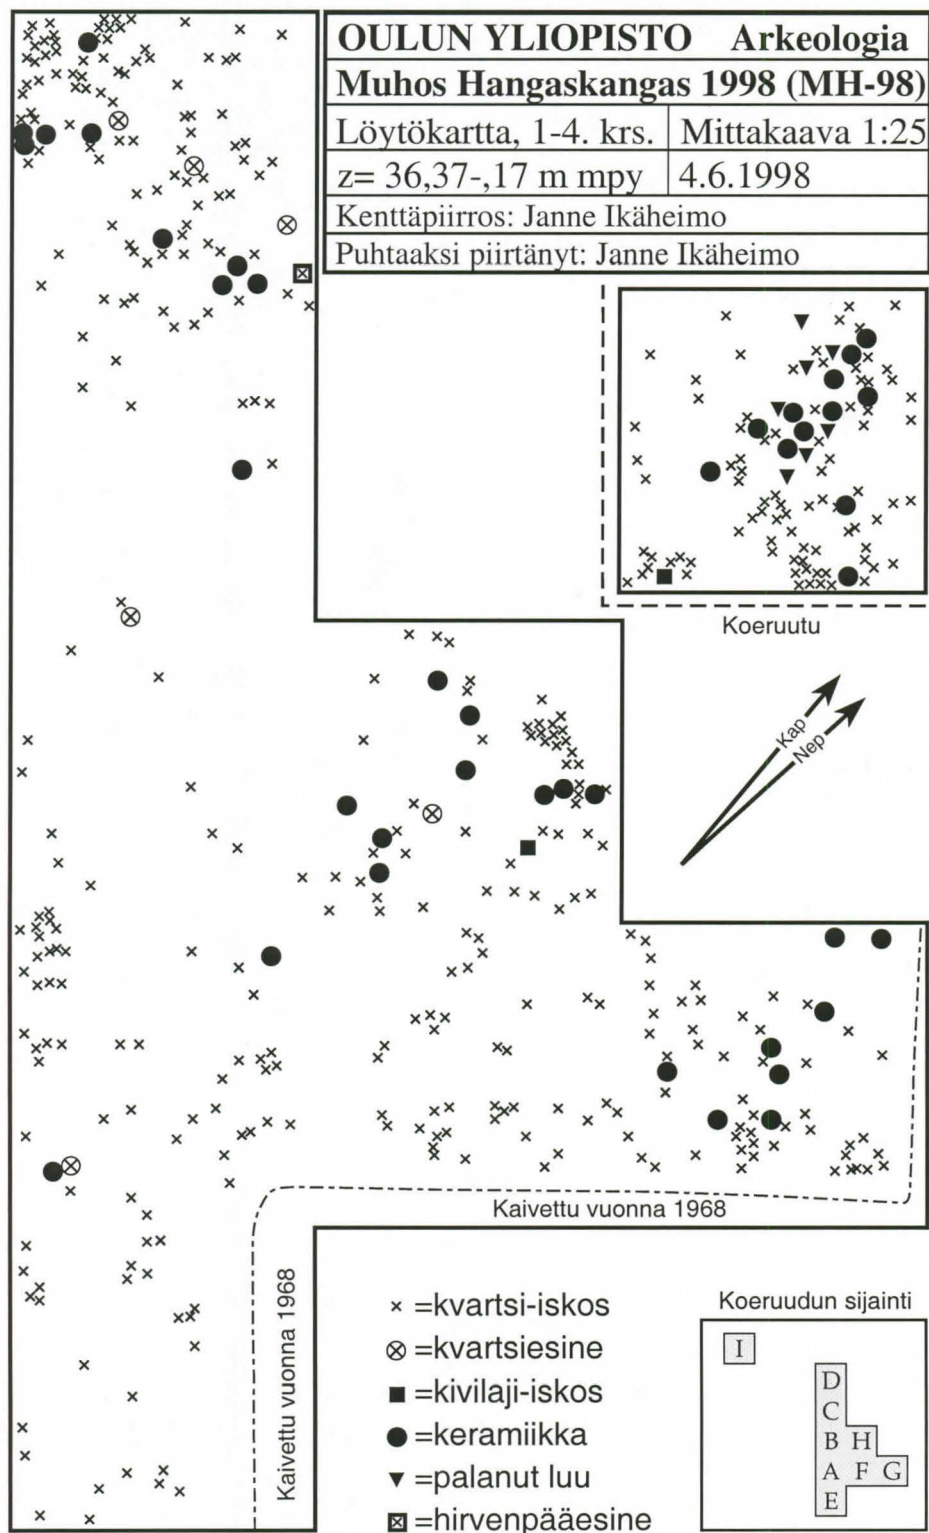 OULUN YLIOPISTO Arkeologia
Muhos Hangaskangas 1998 (MH-98)
Löytökartta, 1-4. krs. Mittakaava 1:25
z= 36,37-,17 m mpy 4.6.1998
Kenttäpiirros: Janne Ikäheimo
Puhtaaksi piirtänyt: Janne Ikäheimo
Koeruutu
Kap
Nep
Kaivettu vuonna 1968
Kaivettu vuonna 1968
=kvartsi-iskos
=kvartsiesine
=kivilaji-iskos
=keramiikka
=palanut luu
=hirvenpääesine
Koeruudun sijainti
I
D
C
B H
A F G
E